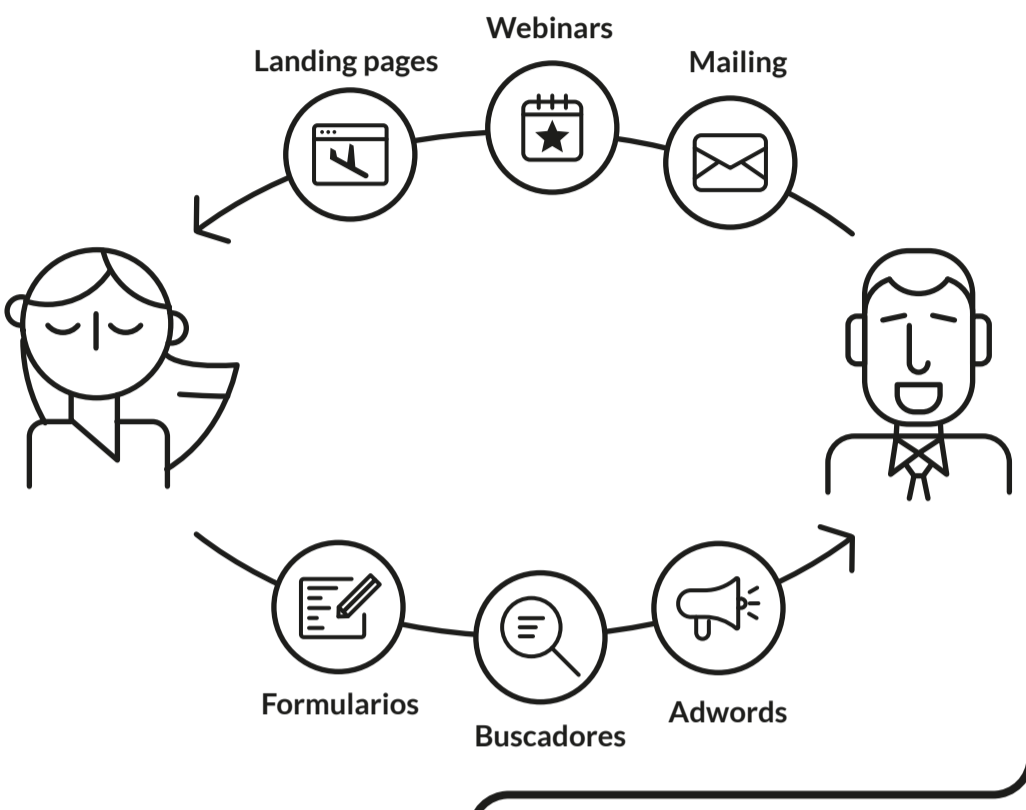 Webinars
Landing pages
Mailing
Formularios
Buscadores
Adwords